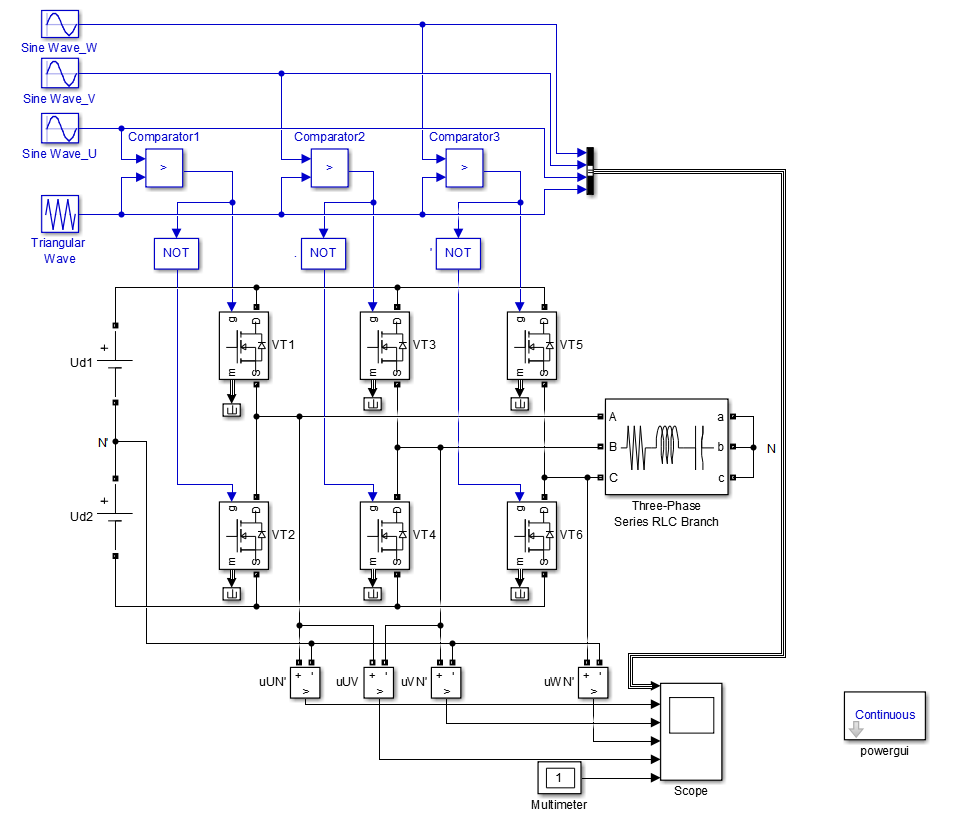 Sine Wave_W
Sine Wave_V
Sine Wave_U
Comparator1
Comparator2
Comparator3
>
>
>
Triangular
Wave
NOT
NOT
NOT
g
D
m
S
VT1
g
D
m
S
VT3
g
D
m
S
VT5
+
Ud1
N'
+
Ud2
A
B
C
a
b
c
N
Three-Phase
Series RLC Branch
g
D
m
S
VT2
g
D
m
S
VT4
g
D
m
S
VT6
uUN'
+ -
v
uUV
+ -
v
uVN'
+ -
v
uWN'
+ -
v
Continuous
powergui
1
Multimeter
Scope